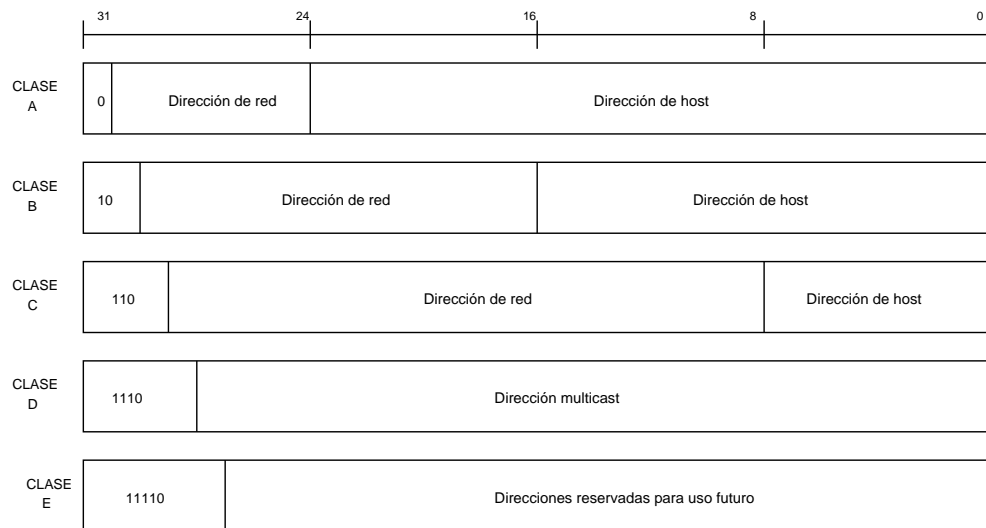 31 24 16 8 0
CLASE
A
0 Dirección de red Dirección de host
CLASE
B
10 Dirección de red Dirección de host
CLASE
C
110 Dirección de red Dirección de host
CLASE
D
1110 Dirección multicast
CLASE
E
11110 Direcciones reservadas para uso futuro